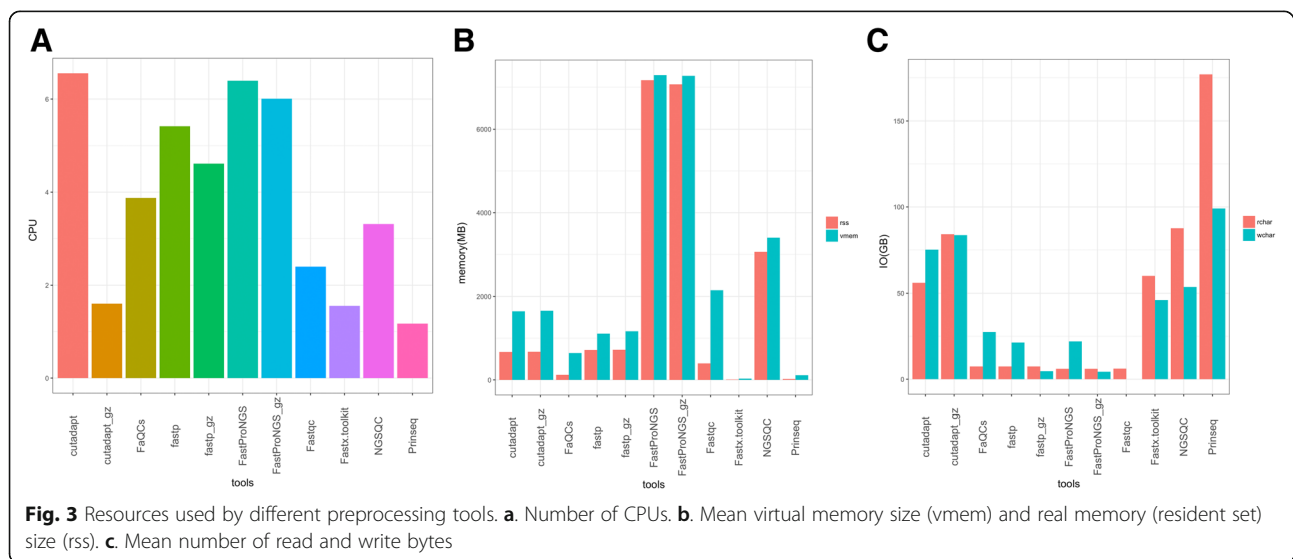 A
B
C
6
4
2
0
CPU
cutadapt
cutadapt_gz
FaQCs
fastp
fastp_gz
FastProNGS
FastProNGS_gz
Fastqc
Fastx.toolkit
NGSQC
Prinseq
tools
6000
4000
2000
0
memory(MB)
rss
vmem
cutadapt
cutadapt_gz
FaQCs
fastp
fastp_gz
FastProNGS
FastProNGS_gz
Fastqc
Fastx.toolkit
NGSQC
Prinseq
tools
150
100
50
0
IO(GB)
rchar
wchar
cutadapt
cutadapt_gz
FaQCs
fastp
fastp_gz
FastProNGS
FastProNGS_gz
Fastqc
Fastx.toolkit
NGSQC
Prinseq
tools
Fig. 3 Resources used by different preprocessing tools. a. Number of CPUs. b. Mean virtual memory size (vmem) and real memory (resident set)
size (rss). c. Mean number of read and write bytes